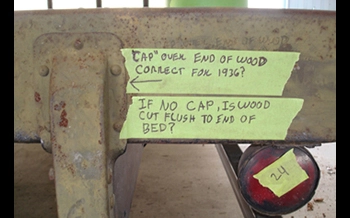 "CAP" OVER END OF WOOD
CORRECT FOR 1936?
IF NO CAP, IS WOOD
CUT FLUSH TO END OF
BED?
24